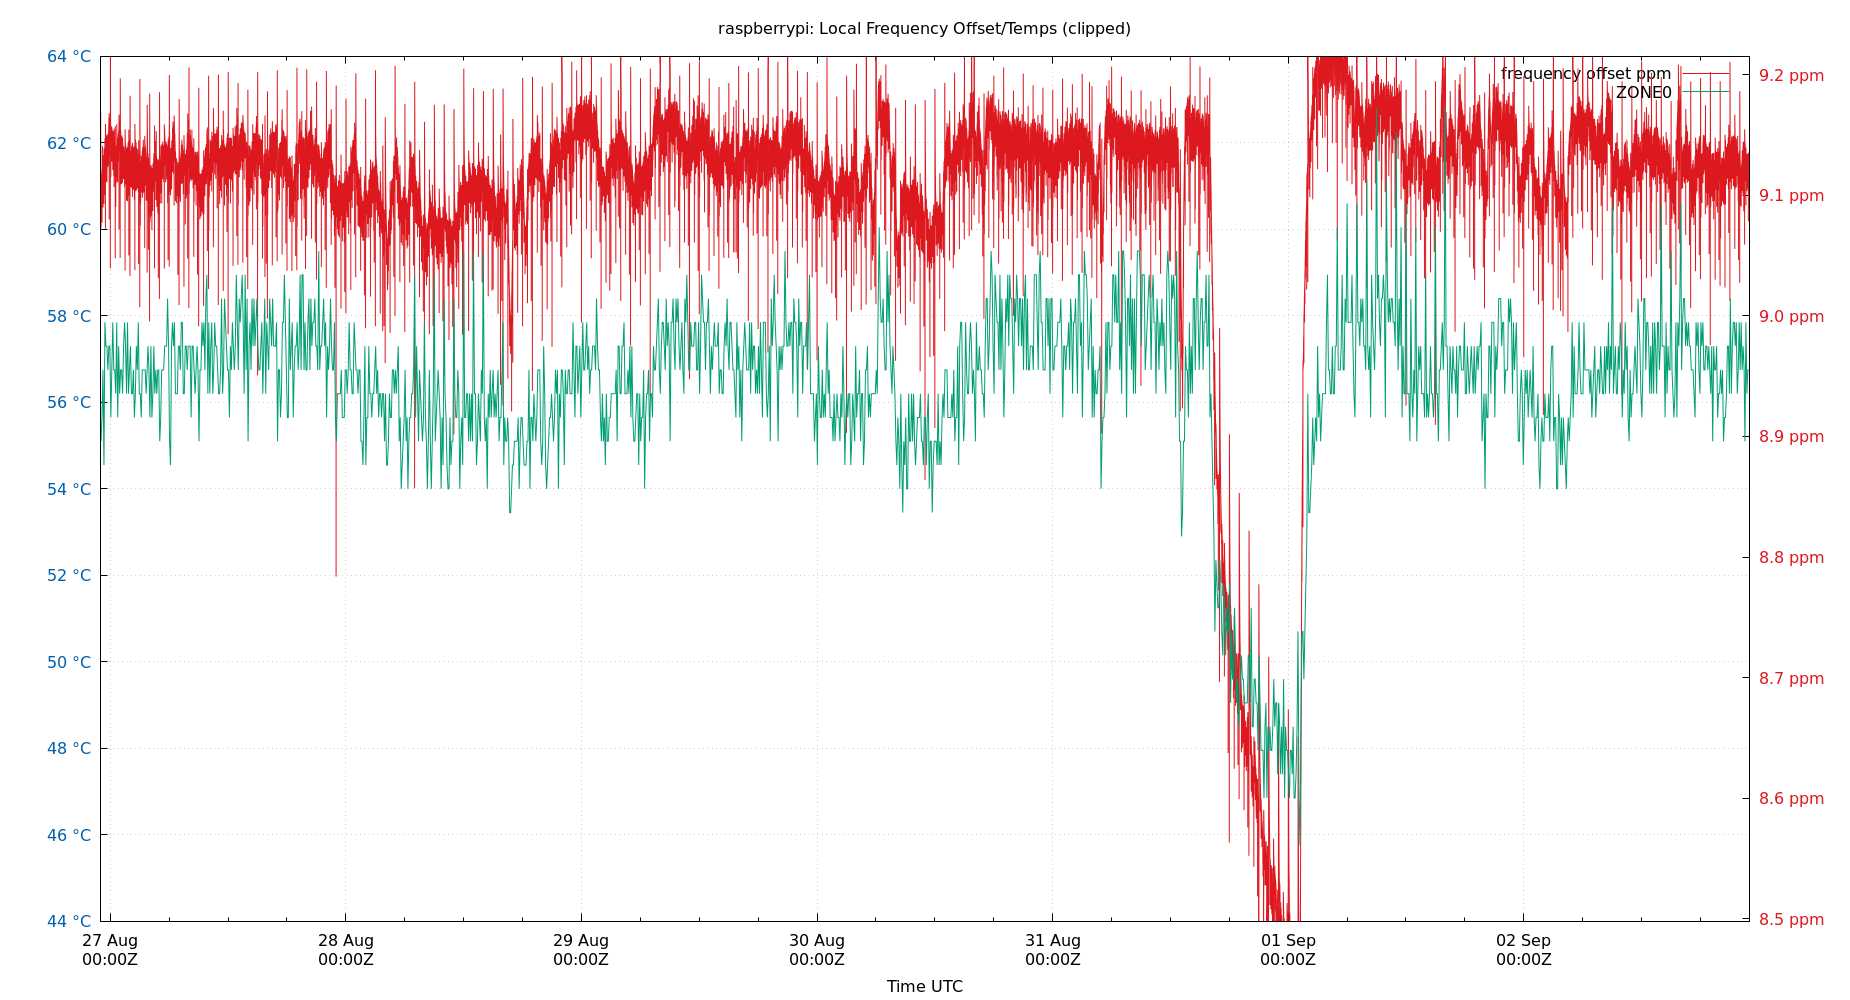 raspberrypi: Local Frequency Offset/Temps (clipped)
64 °C
62 °C
60 °C
58 °C
56 °C
54 °C
52 °C
50 °C
48 °C
46 °C
44 °C
frequency offset ppm
ZONE0
9.2 ppm
9.1 ppm
9.0 ppm
8.9 ppm
8.8 ppm
8.7 ppm
8.6 ppm
8.5 ppm
27 Aug
00:00Z
28 Aug
00:00Z
29 Aug
00:00Z
30 Aug
00:00Z
31 Aug
00:00Z
01 Sep
00:00Z
02 Sep
00:00Z
Time UTC